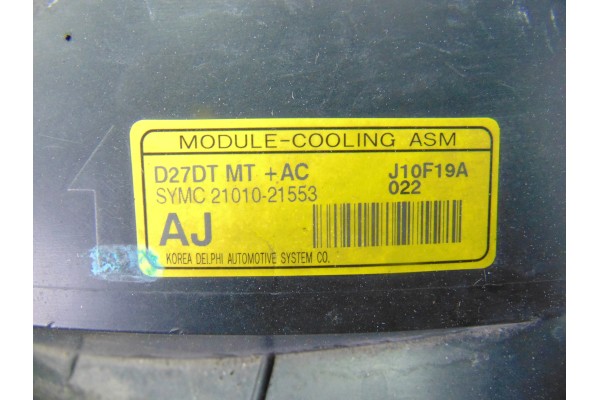 MODULE-COOLING ASM
D27DT MT +AC J10F19A
SYMC 21010-21553 022
AJ
KOREA DELPHI AUTOMOTIVE SYSTEM CO.